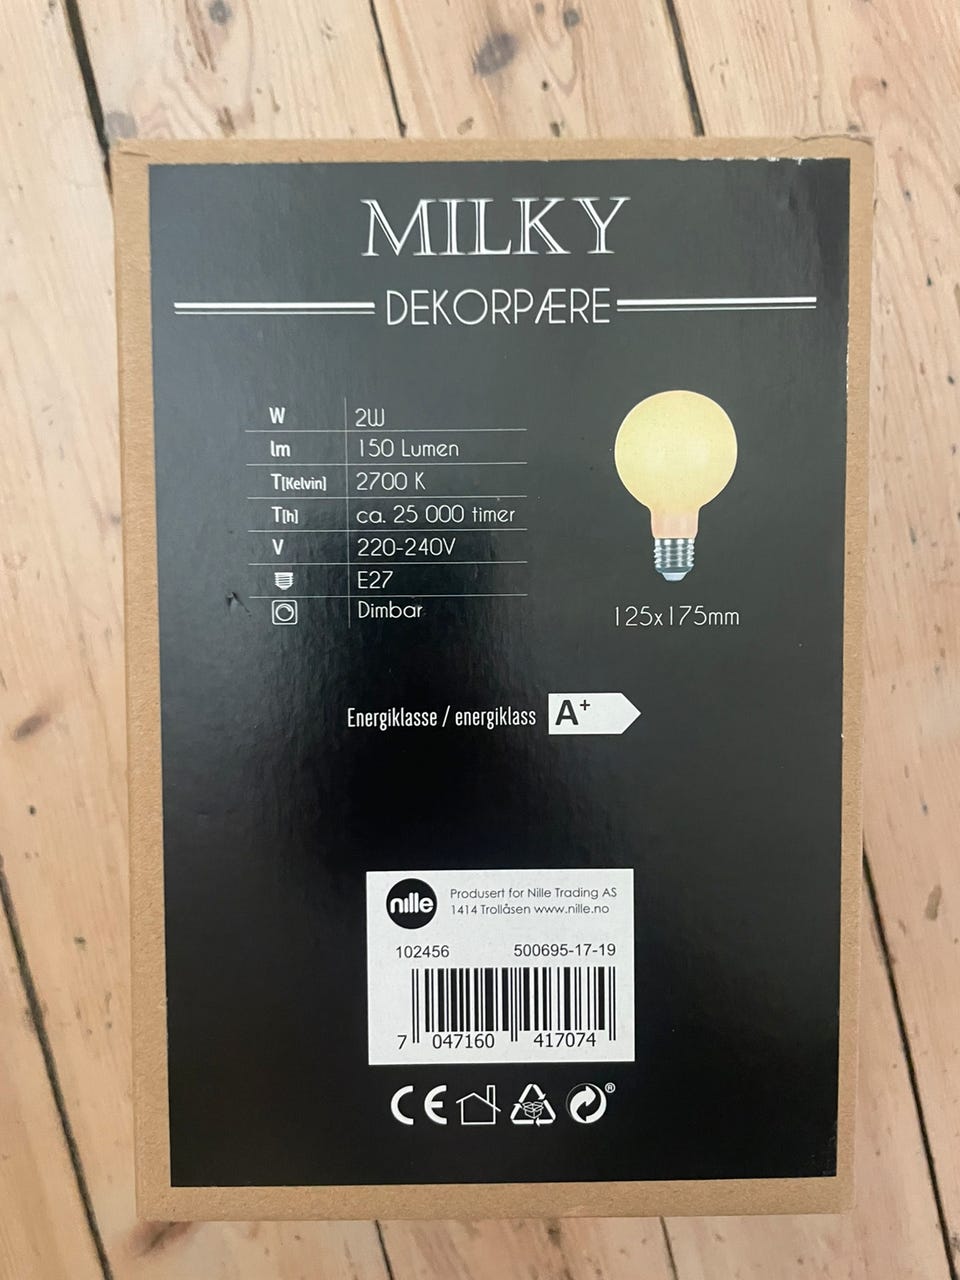 MILKY
DEKORPÆRE
W 2W
lm 150 Lumen
T[Kelvin] 2700 K
T[h] ca. 25 000 timer
V 220-240V
E27
Dimbar
125x175mm
Energiklasse / energiklass A+
nille
Produsert for Nille Trading AS
1414 Trollåsen www.nille.no
102456 500695-17-19
7 047160 417074
CE ®